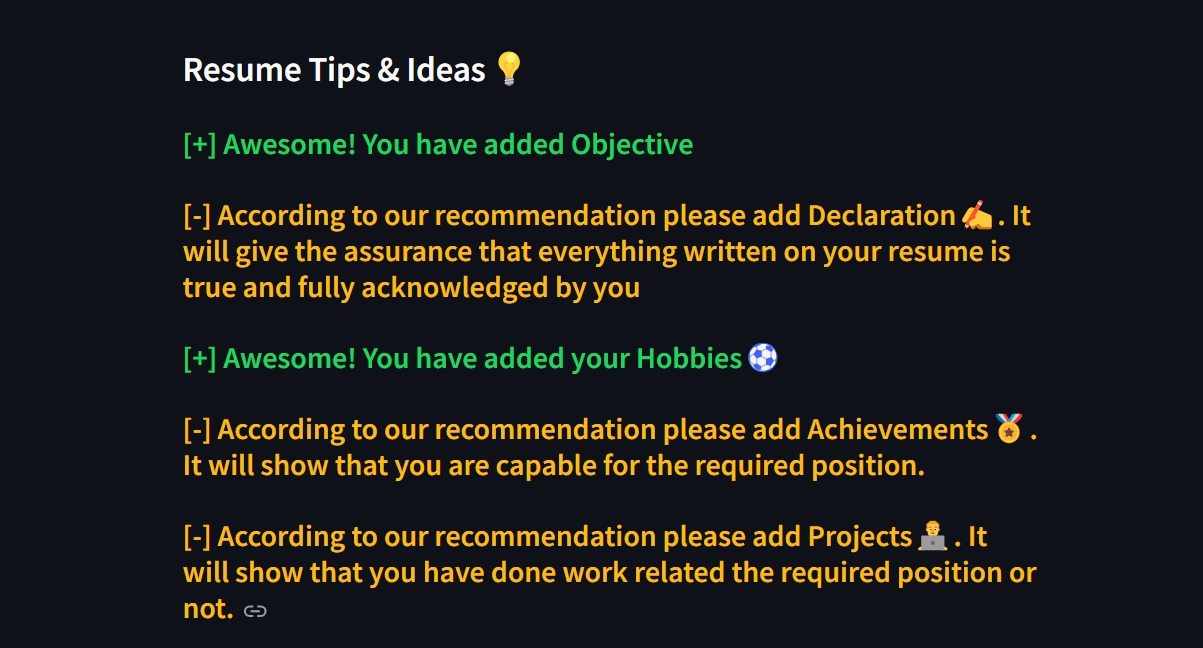 Resume Tips & Ideas 💡
[+] Awesome! You have added Objective
[-] According to our recommendation please add Declaration ✍️. It
will give the assurance that everything written on your resume is
true and fully acknowledged by you
[+] Awesome! You have added your Hobbies ⚽
[-] According to our recommendation please add Achievements 🏅 .
It will show that you are capable for the required position.
[-] According to our recommendation please add Projects 👨‍💻 . It
will show that you have done work related the required position or
not.